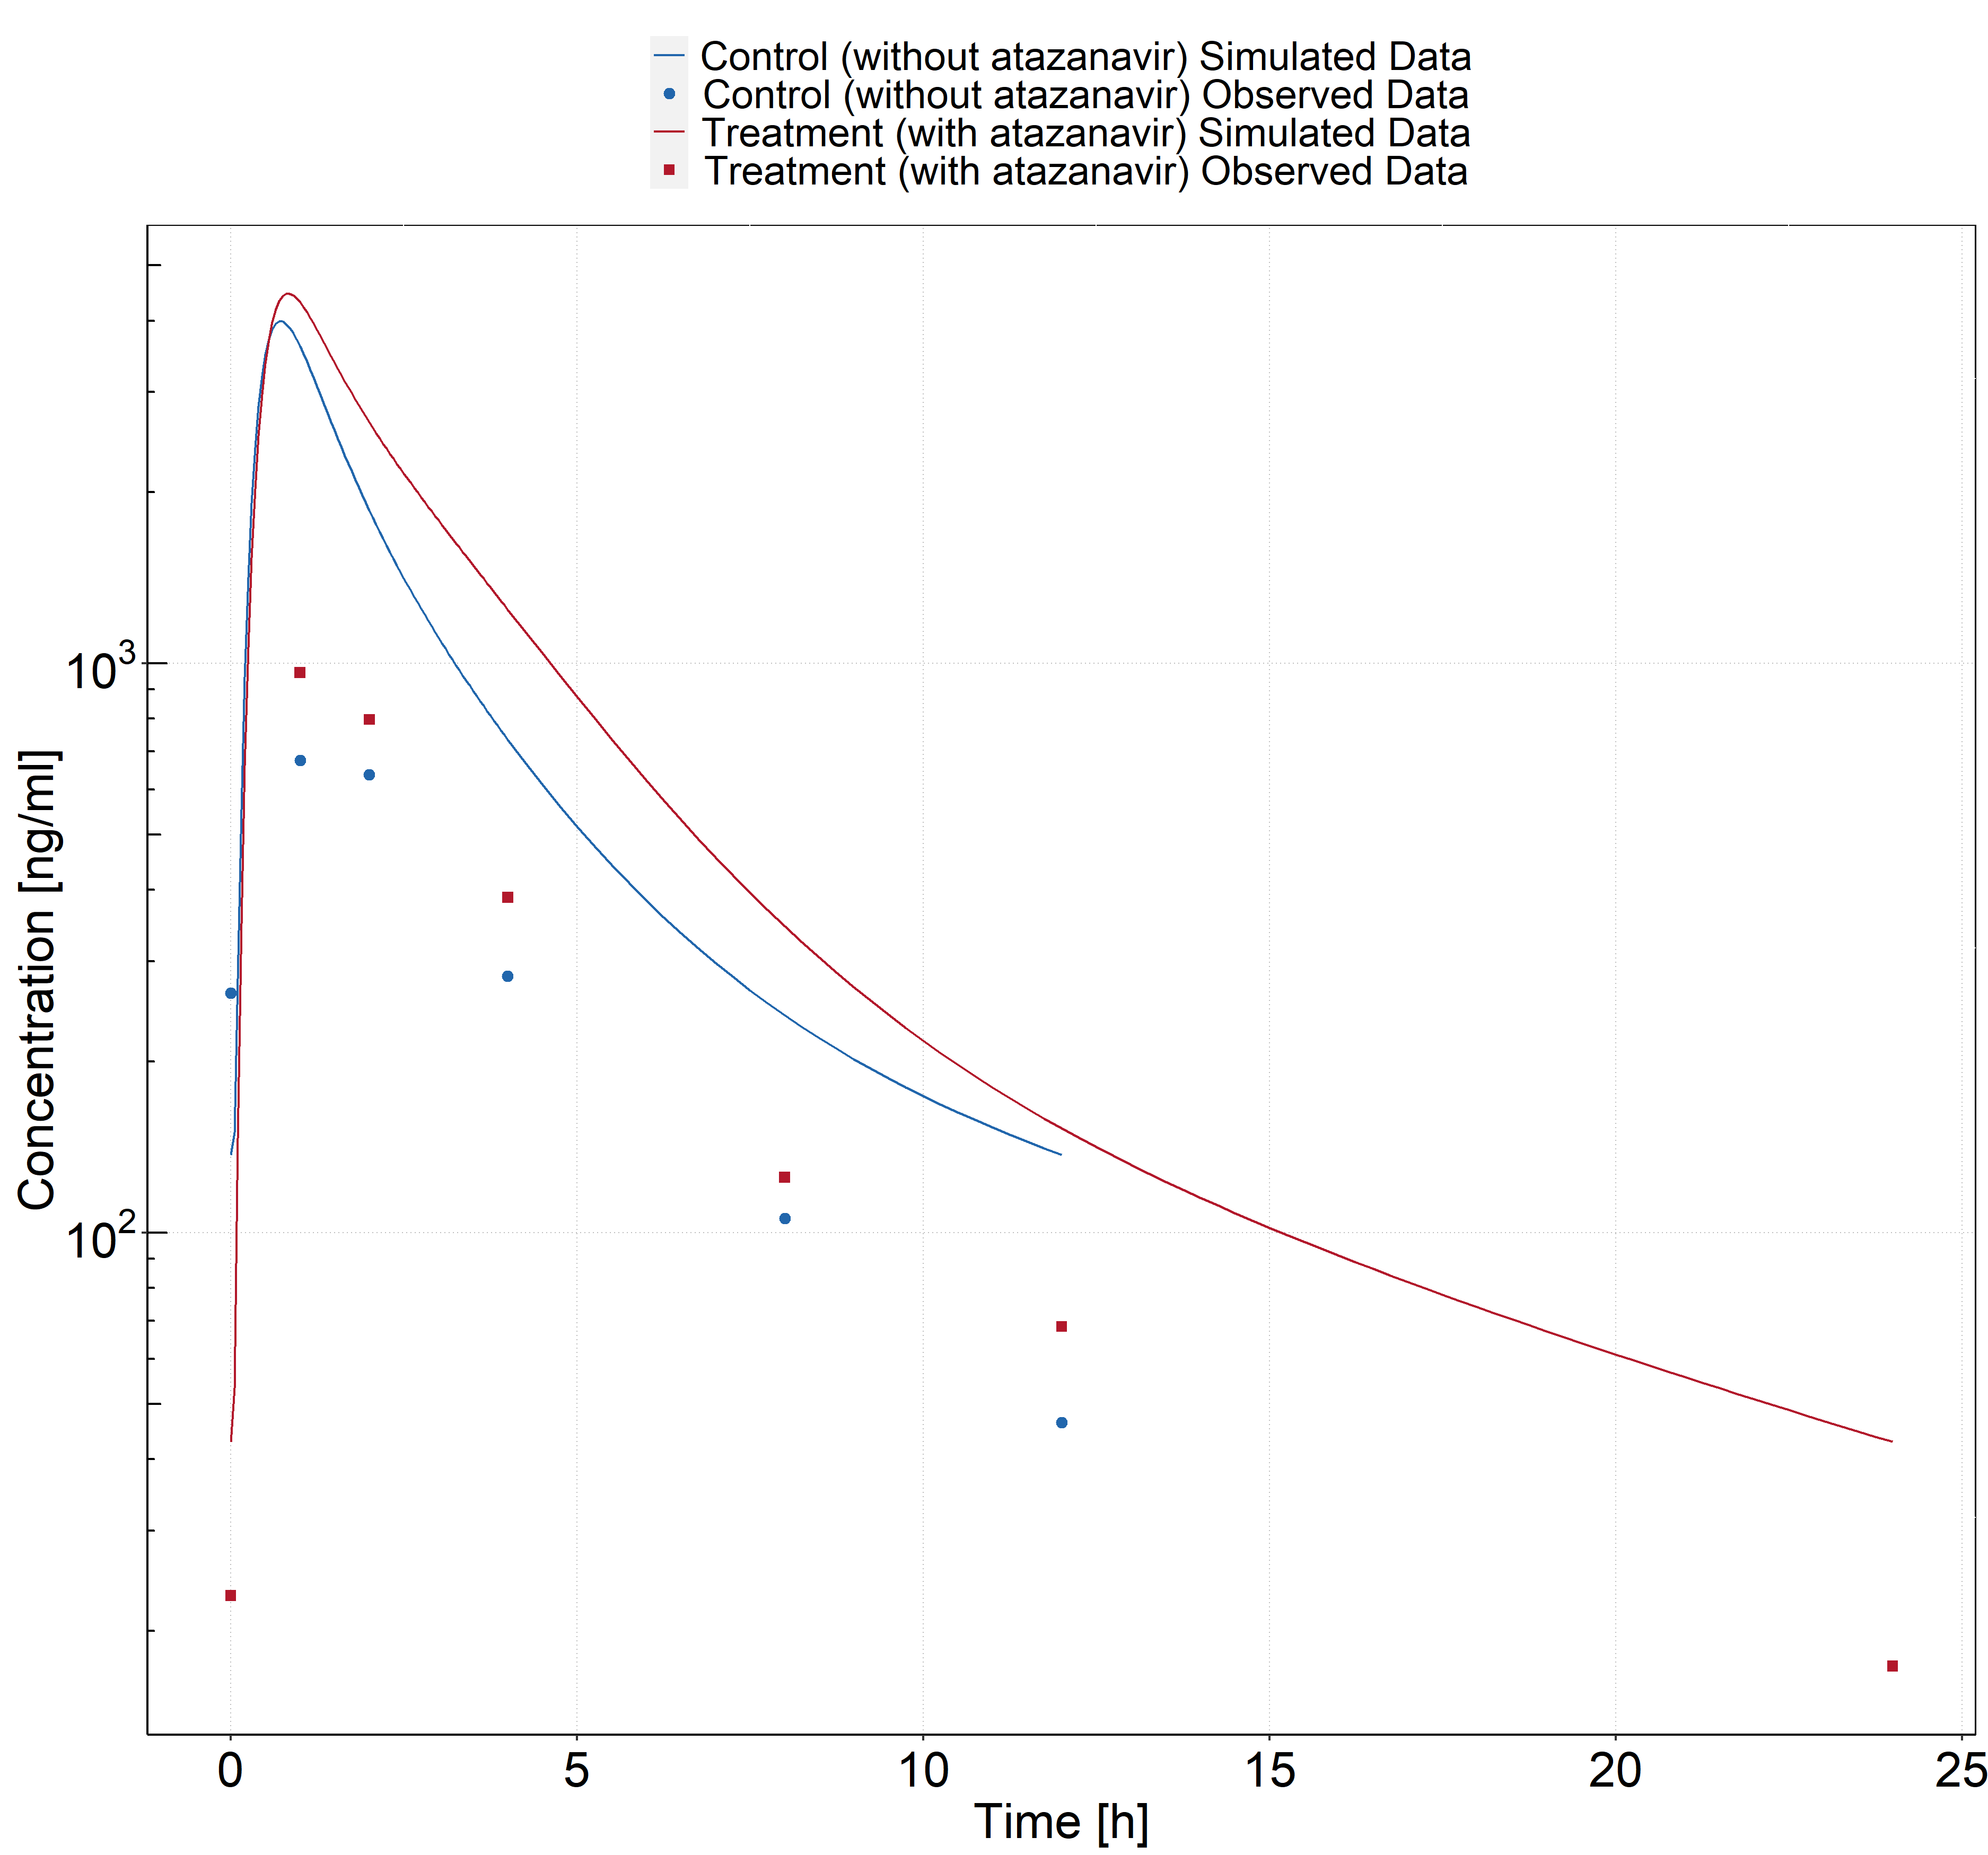 Control (without atazanavir) Simulated Data
Control (without atazanavir) Observed Data
Treatment (with atazanavir) Simulated Data
Treatment (with atazanavir) Observed Data
Concentration [ng/ml]
10³
10²
0 5 10 15 20 25
Time [h]